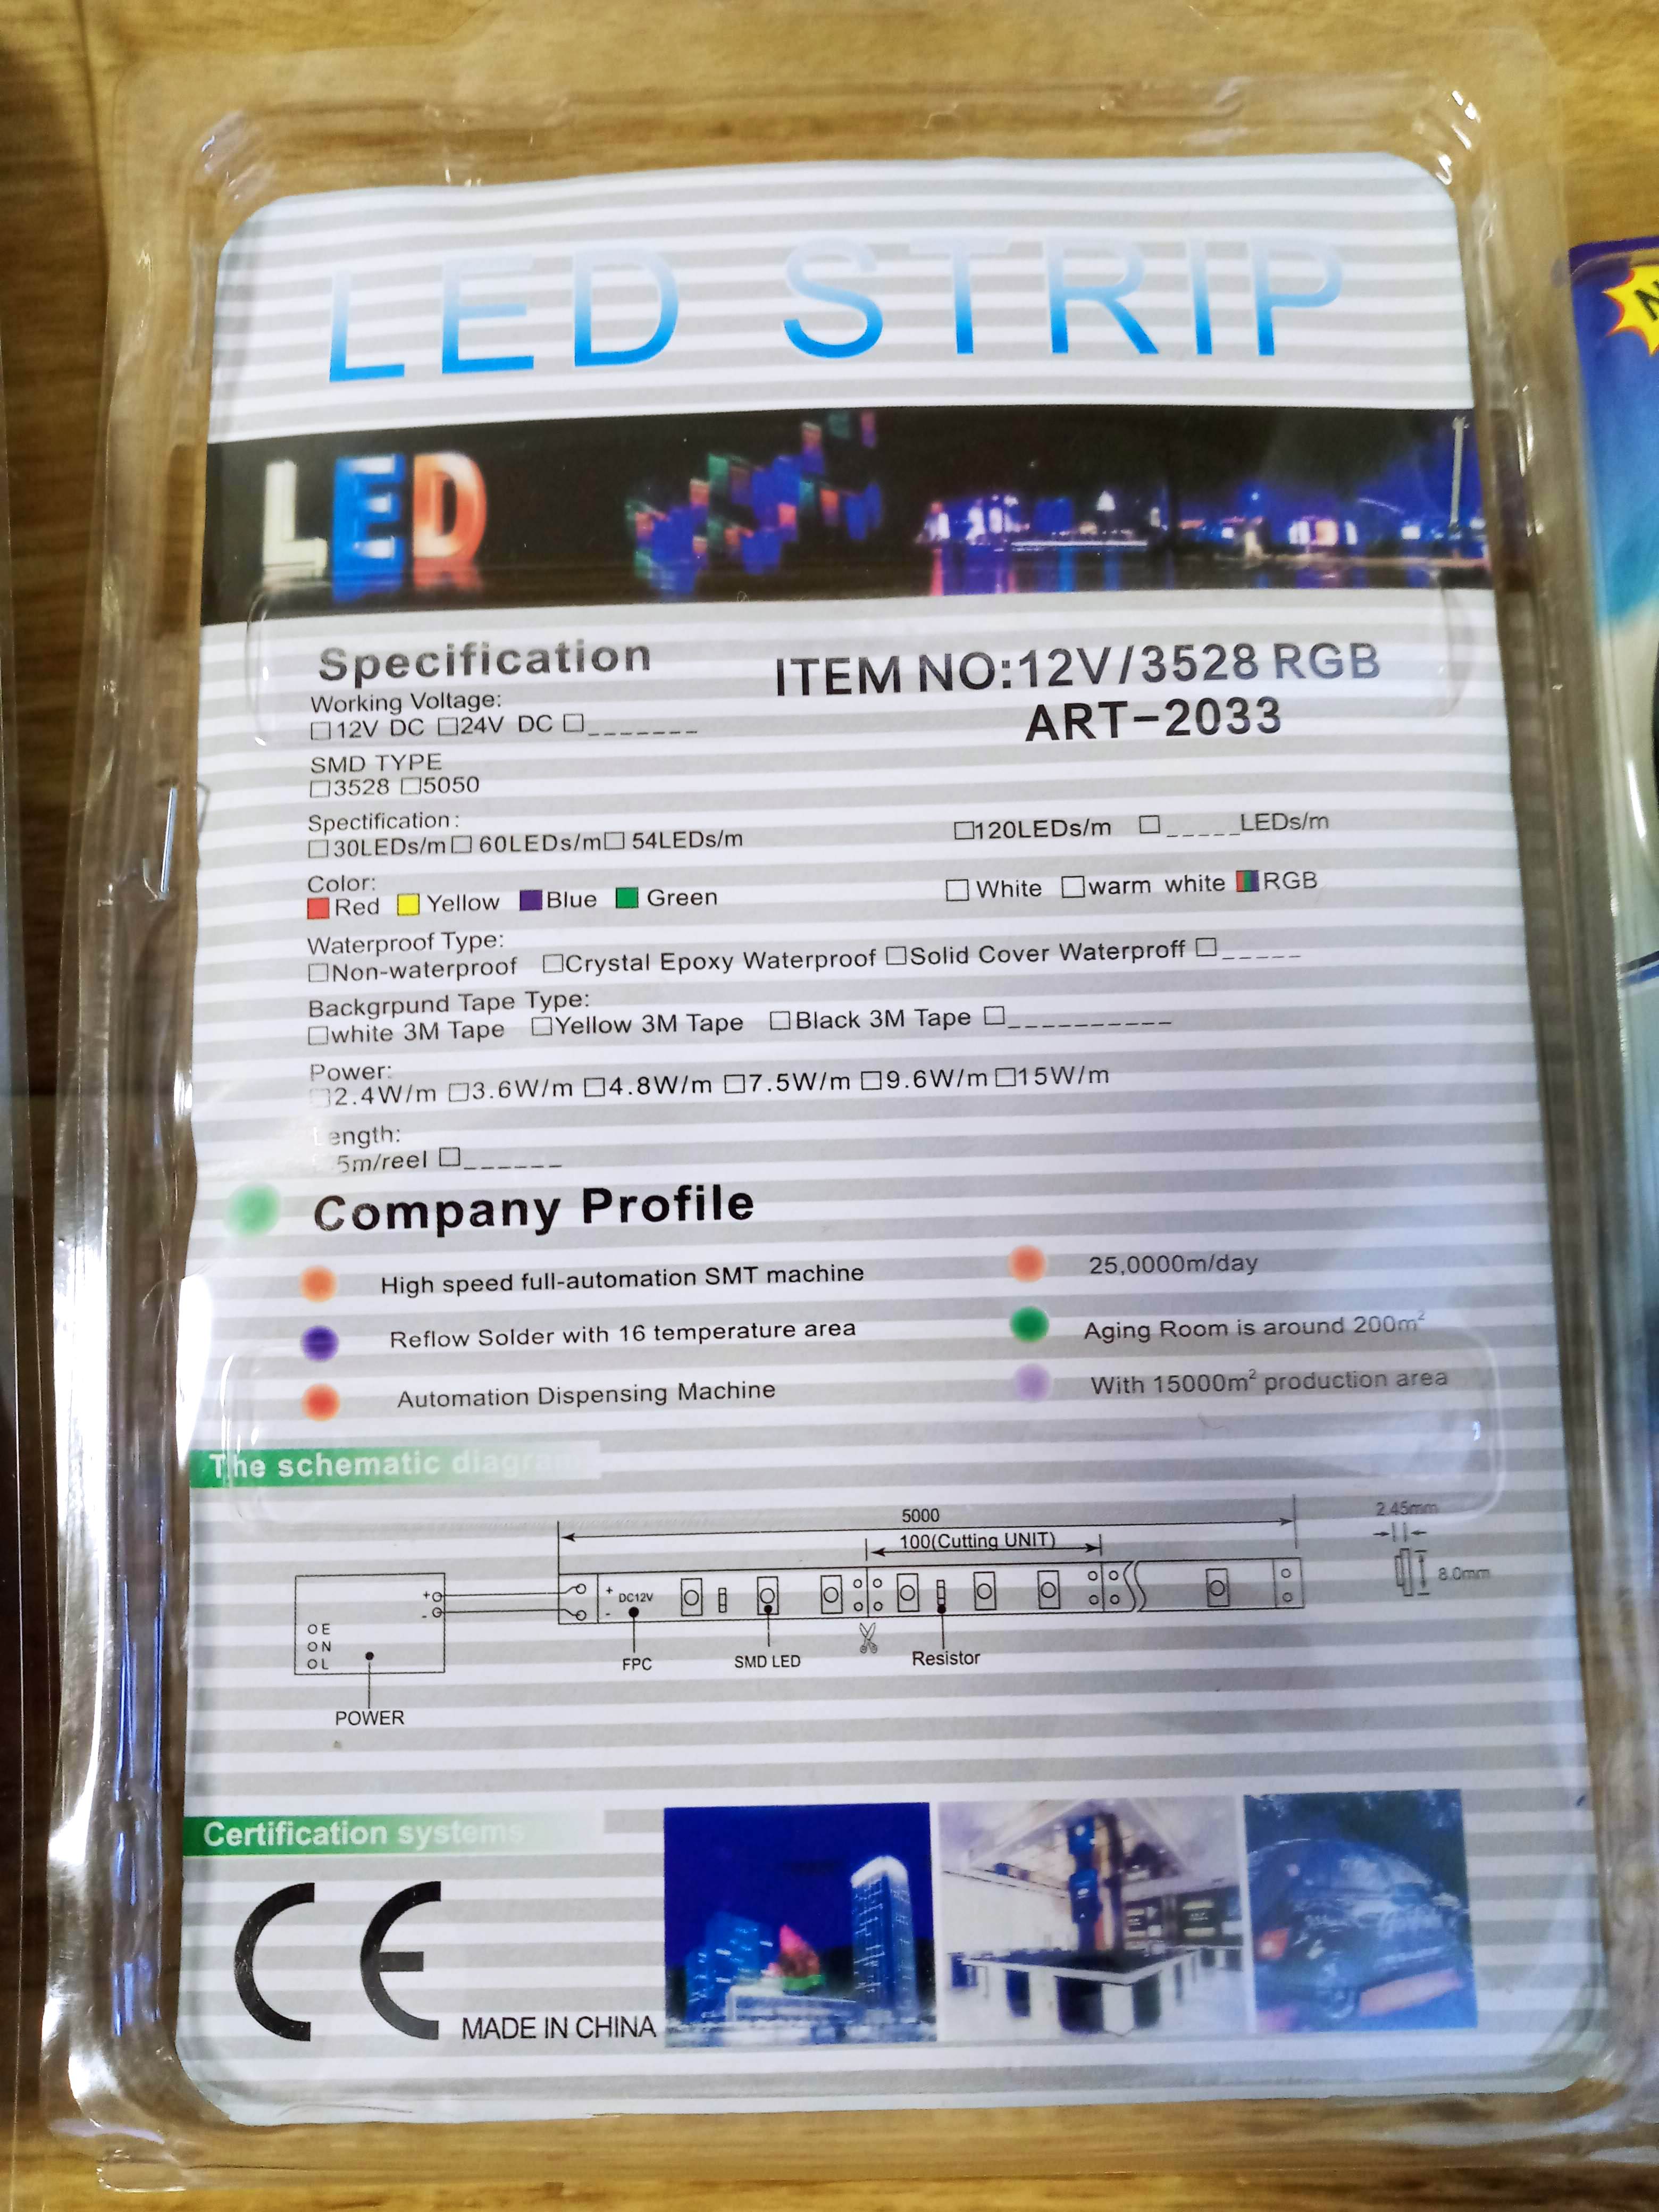 LED STRIP
LED
Specification
ITEM NO:12V/3528 RGB
ART-2033
Working Voltage:
□12V DC □24V DC □_______
SMD TYPE
□3528 □5050
Spectification:
□30LEDs/m□ 60LEDs/m□ 54LEDs/m □120LEDs/m □_____LEDs/m
Color:
Red Yellow Blue Green □ White □warm white RGB
Waterproof Type:
□Non-waterproof □Crystal Epoxy Waterproof □Solid Cover Waterproff □_____
Backgrpund Tape Type:
□white 3M Tape □Yellow 3M Tape □Black 3M Tape □__________
Power:
□2.4W/m □3.6W/m □4.8W/m □7.5W/m □9.6W/m□15W/m
Length:
5m/reel □______
Company Profile
High speed full-automation SMT machine
25,0000m/day
Reflow Solder with 16 temperature area
Aging Room is around 200m²
Automation Dispensing Machine
With 15000m² production area
The schematic diagram
5000
2.45mm
100(Cutting UNIT)
8.0mm
+
-
+ DC12V
-
O E
O N
O L
FPC
SMD LED
Resistor
POWER
Certification systems
CE
MADE IN CHINA